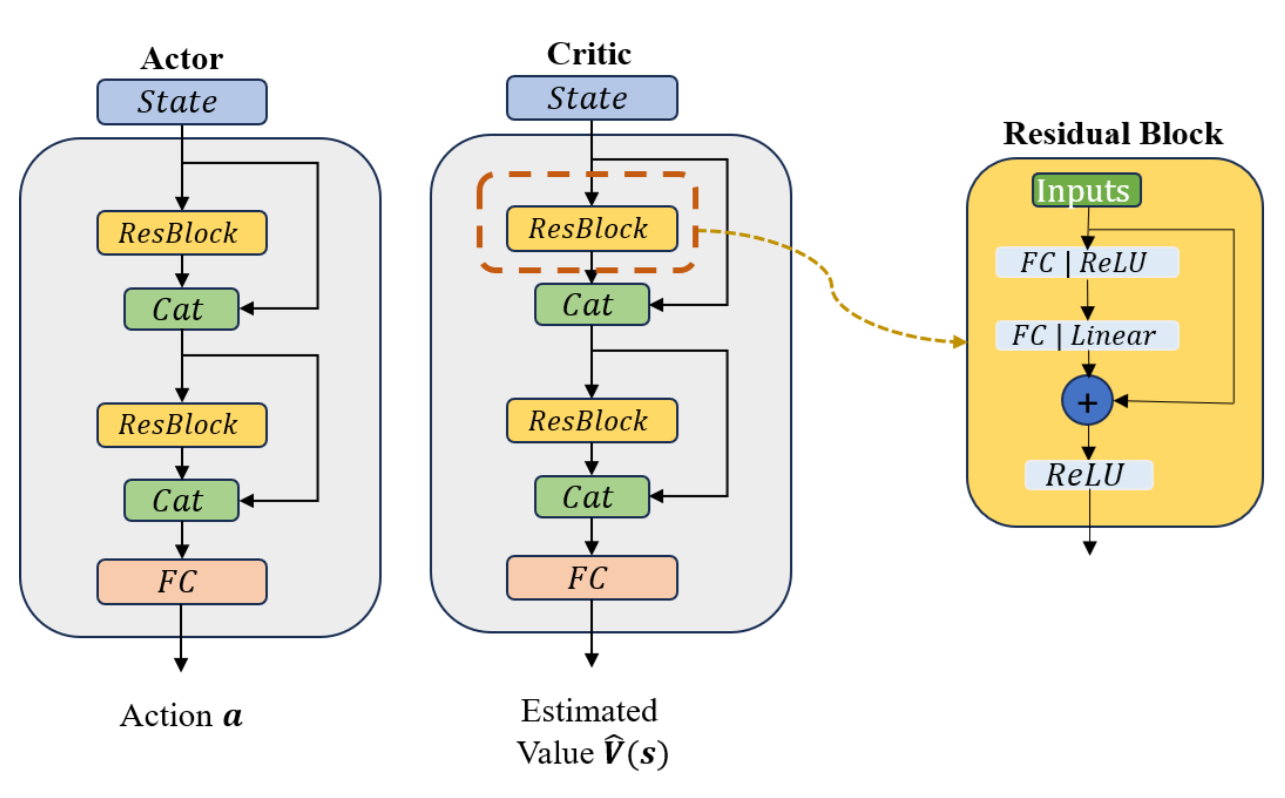 Actor
State
ResBlock
Cat
ResBlock
Cat
FC
Action a
Critic
State
ResBlock
Cat
ResBlock
Cat
FC
Estimated
Value V̂(s)
Residual Block
Inputs
FC | ReLU
FC | Linear
+
ReLU